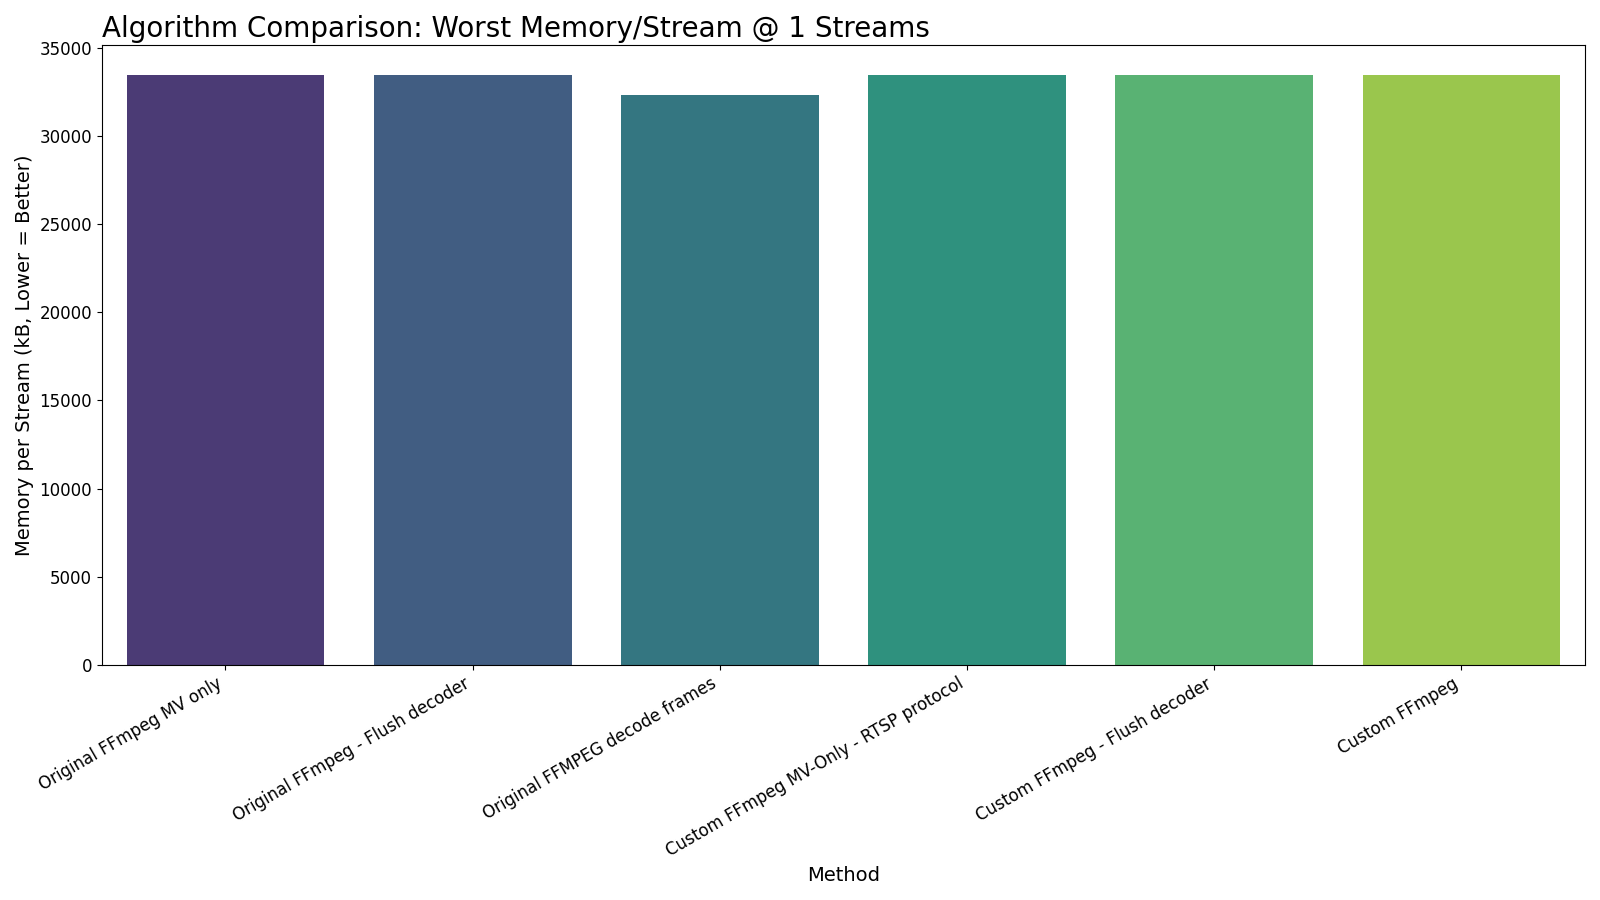 Algorithm Comparison: Worst Memory/Stream @ 1 Streams
Memory per Stream (kB, Lower = Better)
35000
30000
25000
20000
15000
10000
5000
0
Original FFmpeg MV only
Original FFmpeg - Flush decoder
Original FFMPEG decode frames
Custom FFmpeg MV-Only - RTSP protocol
Custom FFmpeg - Flush decoder
Custom FFmpeg
Method